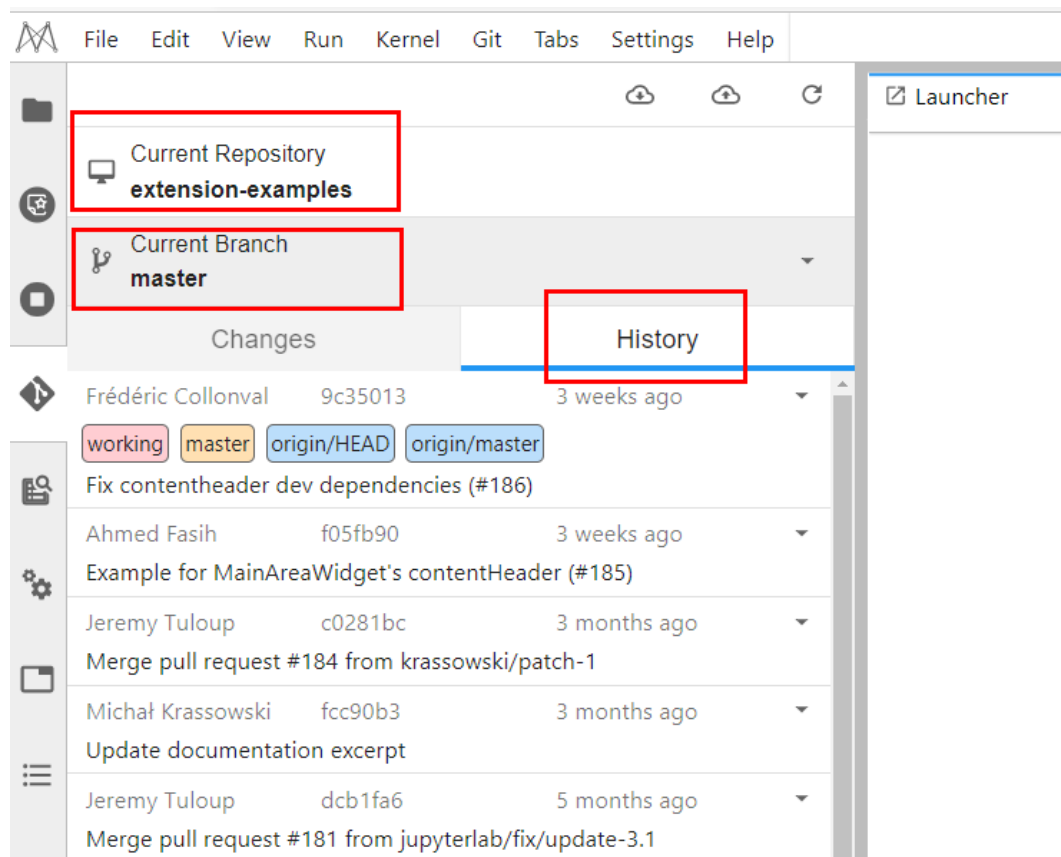 File Edit View Run Kernel Git Tabs Settings Help
Launcher
Current Repository
extension-examples
Current Branch
master
Changes History
Frédéric Collonval 9c35013 3 weeks ago
working master origin/HEAD origin/master
Fix contentheader dev dependencies (#186)
Ahmed Fasih f05fb90 3 weeks ago
Example for MainAreaWidget's contentHeader (#185)
Jeremy Tuloup c0281bc 3 months ago
Merge pull request #184 from krassowski/patch-1
Michał Krassowski fcc90b3 3 months ago
Update documentation excerpt
Jeremy Tuloup dcb1fa6 5 months ago
Merge pull request #181 from jupyterlab/fix/update-3.1